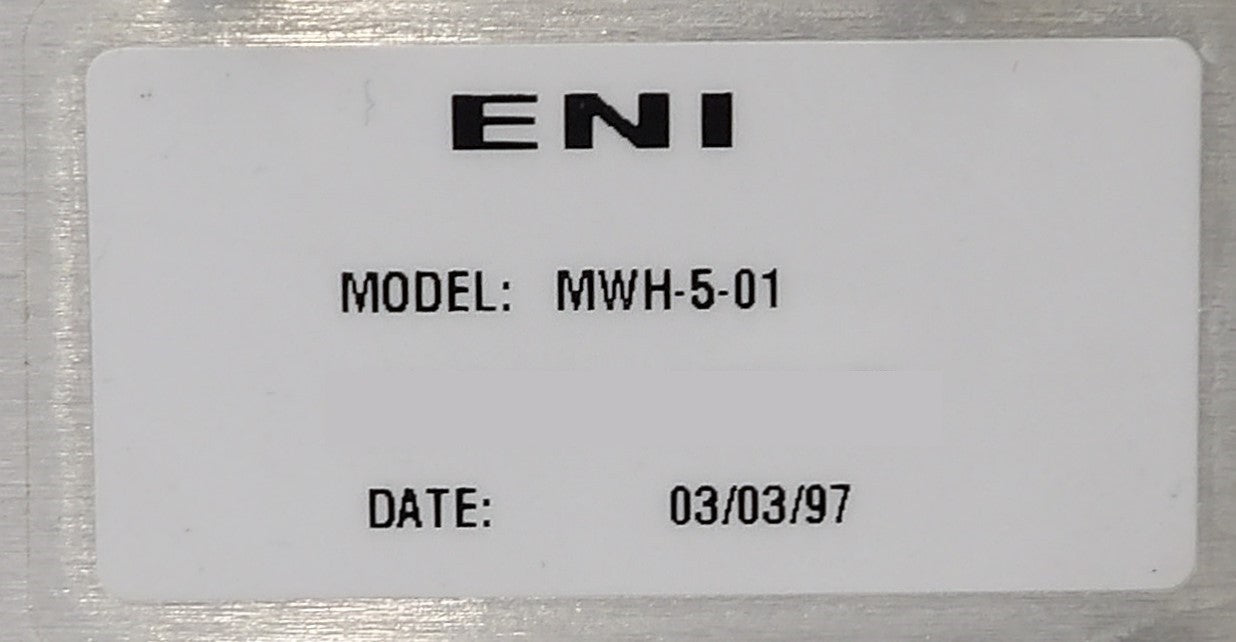 ENI
MODEL: MWH-5-01
DATE: 03/03/97